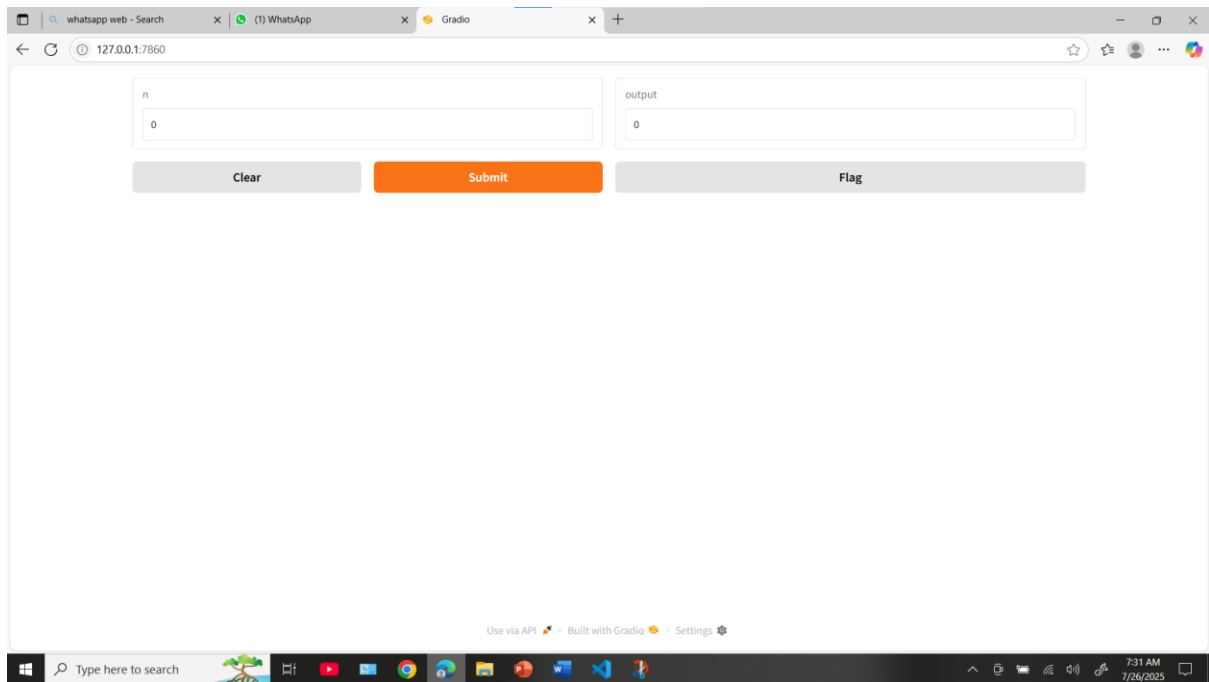 whatsapp web - Search
(1) WhatsApp
Gradio
127.0.0.1:7860
n
output
0
0
Clear
Submit
Flag
Use via API · Built with Gradio · Settings
Type here to search
7:31 AM
7/26/2025